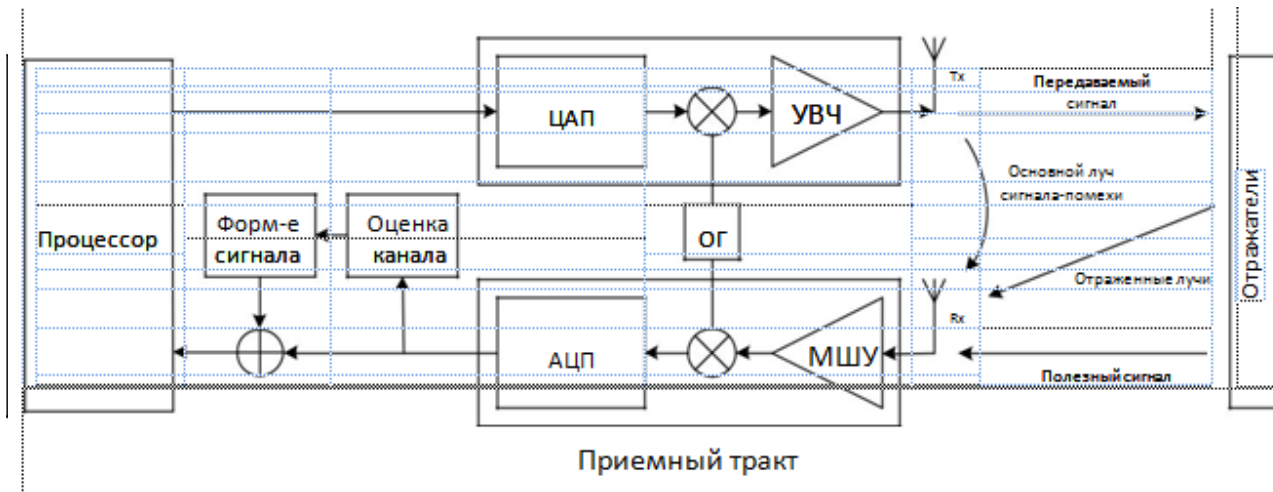 Tx
Передаваемый
сигнал
ЦАП
УВЧ
Основной луч
сигнала-помехи
Отражатели
Процессор
Форм-е
сигнала
Оценка
канала
ОГ
Отраженные лучи
Rx
АЦП
МШУ
Полезный сигнал
Приемный тракт